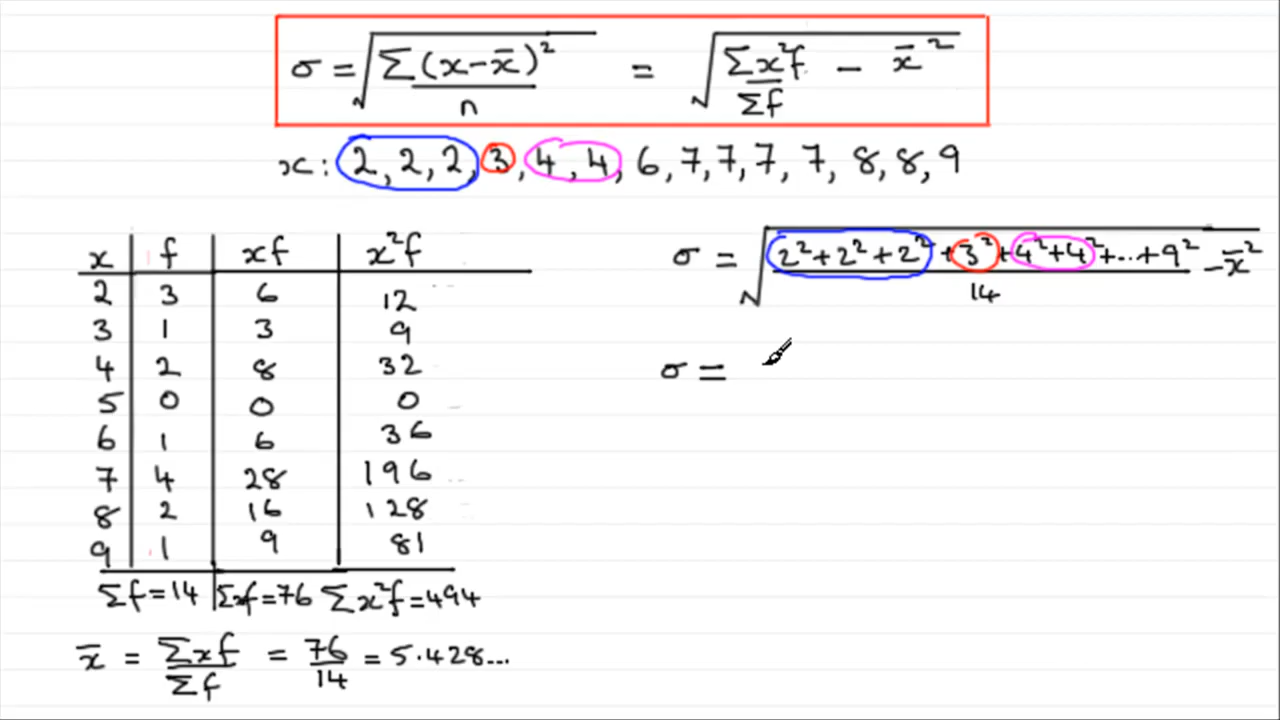 σ = √(Σ(x-x̄)²/n) = √(Σx²f/Σf - x̄²)
x: 2, 2, 2, 3, 4, 4, 6, 7, 7, 7, 7, 8, 8, 9
x f xf x²f
2 3 6 12
3 1 3 9
4 2 8 32
5 0 0 0
6 1 6 36
7 4 28 196
8 2 16 128
9 1 9 81
Σf=14 Σxf=76 Σx²f=494
x̄ = Σxf/Σf = 76/14 = 5.428...
σ = √((2²+2²+2²+3²+4²+4²+...+9²)/14 - x̄²)
σ =